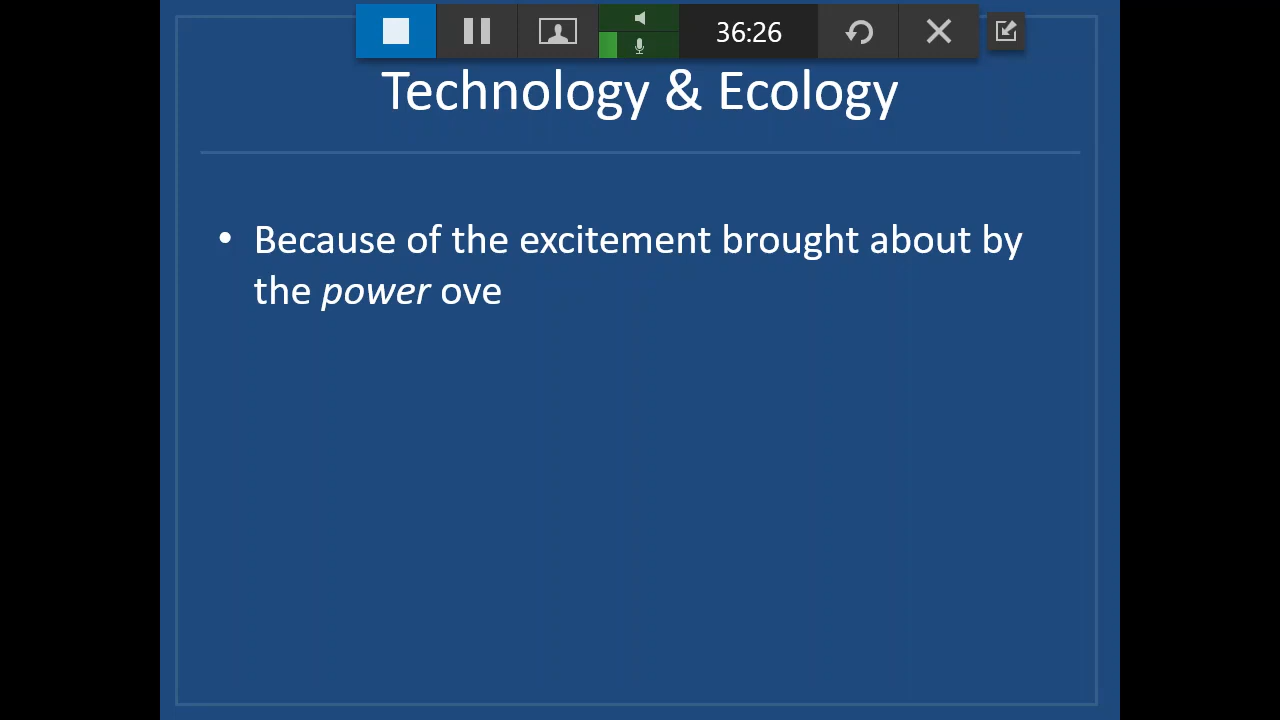 36:26
Technology & Ecology
• Because of the excitement brought about by
the power ove